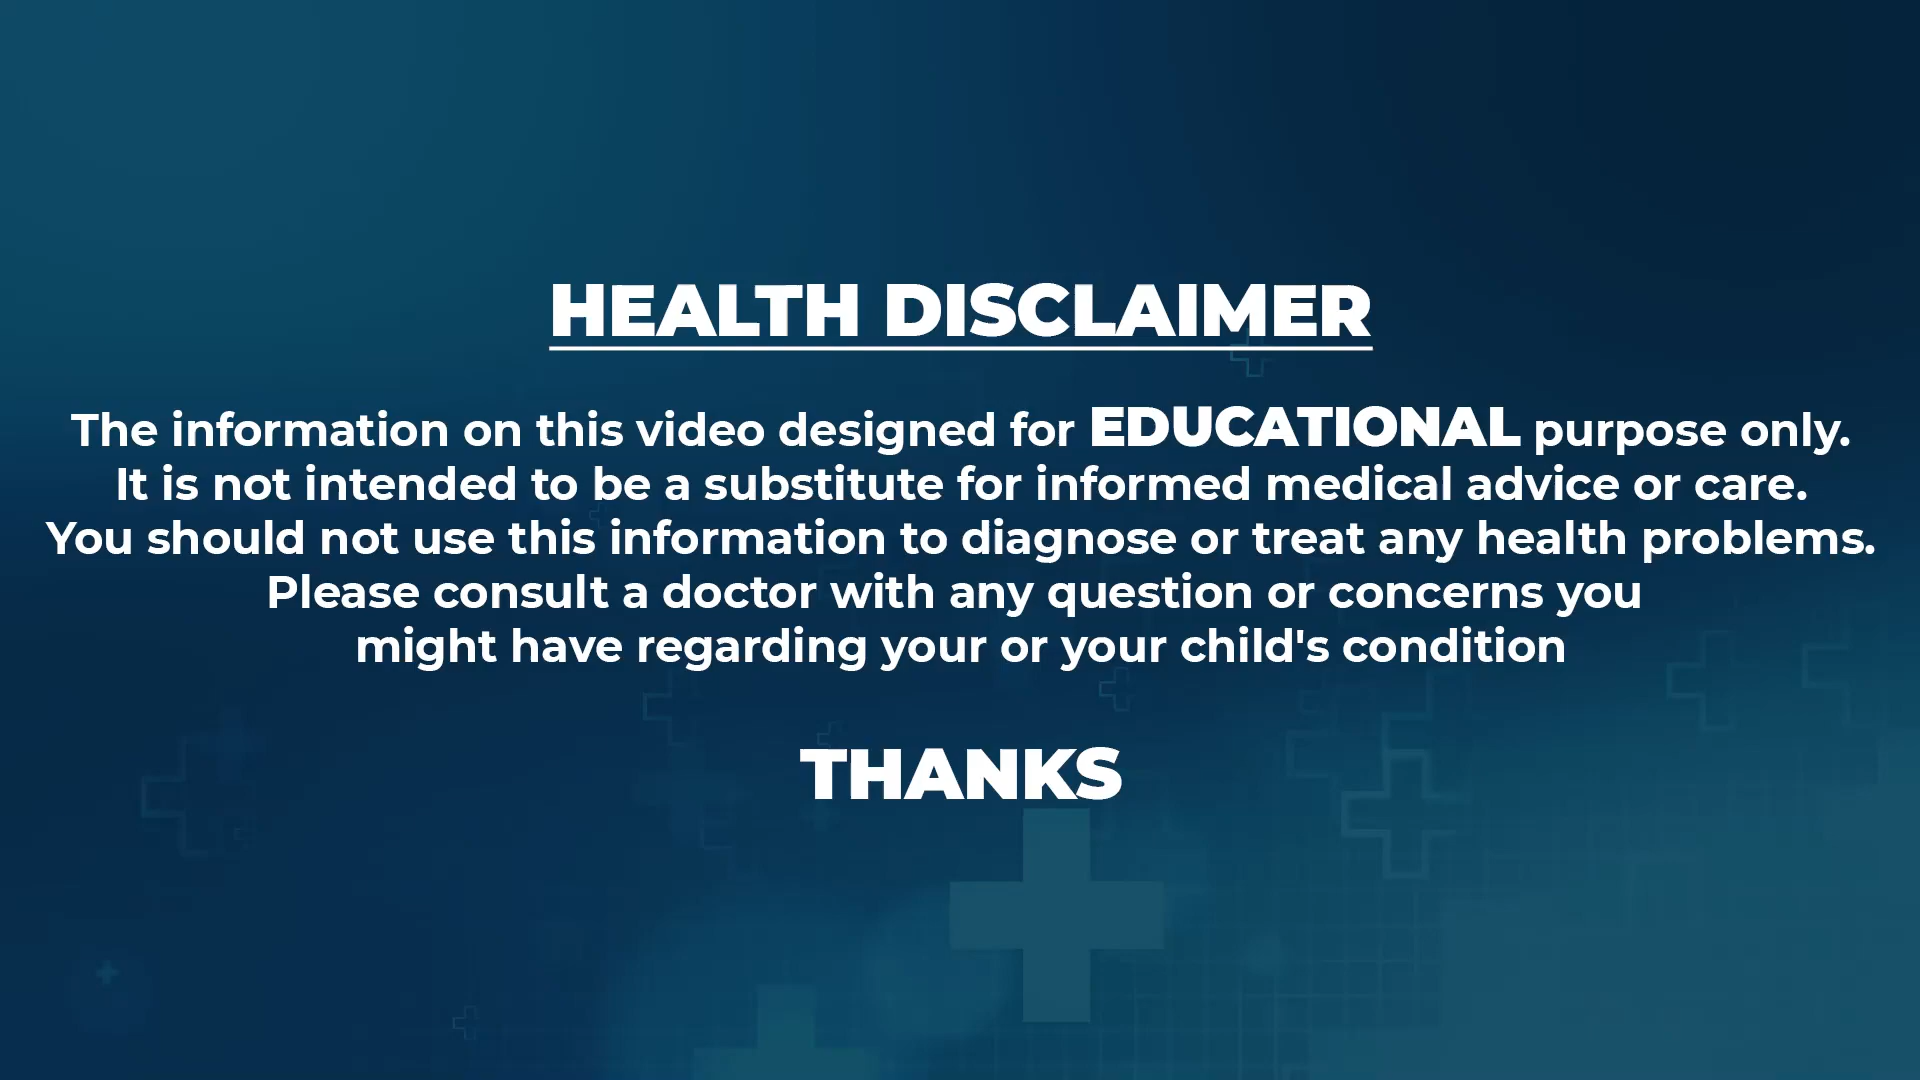 HEALTH DISCLAIMER
The information on this video designed for EDUCATIONAL purpose only.
It is not intended to be a substitute for informed medical advice or care.
You should not use this information to diagnose or treat any health problems.
Please consult a doctor with any question or concerns you
might have regarding your or your child's condition
THANKS